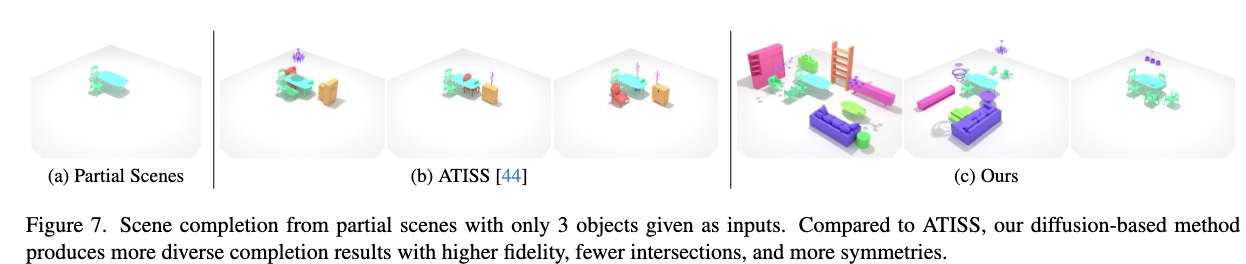 (a) Partial Scenes
(b) ATISS [44]
(c) Ours
Figure 7. Scene completion from partial scenes with only 3 objects given as inputs. Compared to ATISS, our diffusion-based method
produces more diverse completion results with higher fidelity, fewer intersections, and more symmetries.